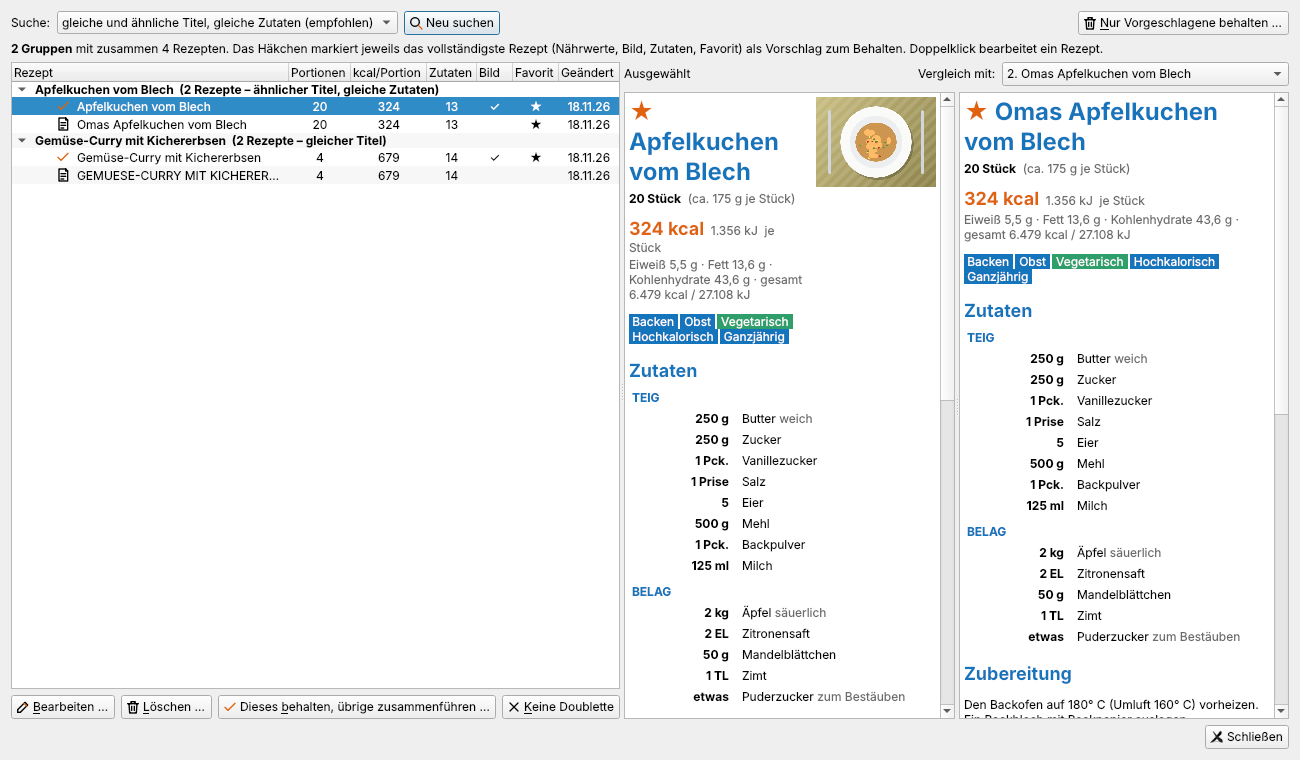 Suche: gleiche und ähnliche Titel, gleiche Zutaten (empfohlen) Neu suchen Nur Vorgeschlagene behalten ...
2 Gruppen mit zusammen 4 Rezepten. Das Häkchen markiert jeweils das vollständigste Rezept (Nährwerte, Bild, Zutaten, Favorit) als Vorschlag zum Behalten. Doppelklick bearbeitet ein Rezept.
Rezept Portionen kcal/Portion Zutaten Bild Favorit Geändert
Apfelkuchen vom Blech (2 Rezepte – ähnlicher Titel, gleiche Zutaten)
Apfelkuchen vom Blech 20 324 13 ✓ ★ 18.11.26
Omas Apfelkuchen vom Blech 20 324 13 ★ 18.11.26
Gemüse-Curry mit Kichererbsen (2 Rezepte – gleicher Titel)
Gemüse-Curry mit Kichererbsen 4 679 14 ✓ ★ 18.11.26
GEMUESE-CURRY MIT KICHERER... 4 679 14 18.11.26
Bearbeiten ... Löschen ... Dieses behalten, übrige zusammenführen ... Keine Doublette
Ausgewählt
★
Apfelkuchen
vom Blech
20 Stück (ca. 175 g je Stück)
324 kcal 1.356 kJ je
Stück
Eiweiß 5,5 g · Fett 13,6 g ·
Kohlenhydrate 43,6 g · gesamt
6.479 kcal / 27.108 kJ
Backen Obst Vegetarisch
Hochkalorisch Ganzjährig
Zutaten
TEIG
250 g Butter weich
250 g Zucker
1 Pck. Vanillezucker
1 Prise Salz
5 Eier
500 g Mehl
1 Pck. Backpulver
125 ml Milch
BELAG
2 kg Äpfel säuerlich
2 EL Zitronensaft
50 g Mandelblättchen
1 TL Zimt
etwas Puderzucker zum Bestäuben
Vergleich mit: 2. Omas Apfelkuchen vom Blech
★ Omas Apfelkuchen
vom Blech
20 Stück (ca. 175 g je Stück)
324 kcal 1.356 kJ je Stück
Eiweiß 5,5 g · Fett 13,6 g · Kohlenhydrate 43,6 g ·
gesamt 6.479 kcal / 27.108 kJ
Backen Obst Vegetarisch Hochkalorisch
Ganzjährig
Zutaten
TEIG
250 g Butter weich
250 g Zucker
1 Pck. Vanillezucker
1 Prise Salz
5 Eier
500 g Mehl
1 Pck. Backpulver
125 ml Milch
BELAG
2 kg Äpfel säuerlich
2 EL Zitronensaft
50 g Mandelblättchen
1 TL Zimt
etwas Puderzucker zum Bestäuben
Zubereitung
Den Backofen auf 180° C (Umluft 160° C) vorheizen.
Ein Backblech mit Backpapier auslegen.
Schließen